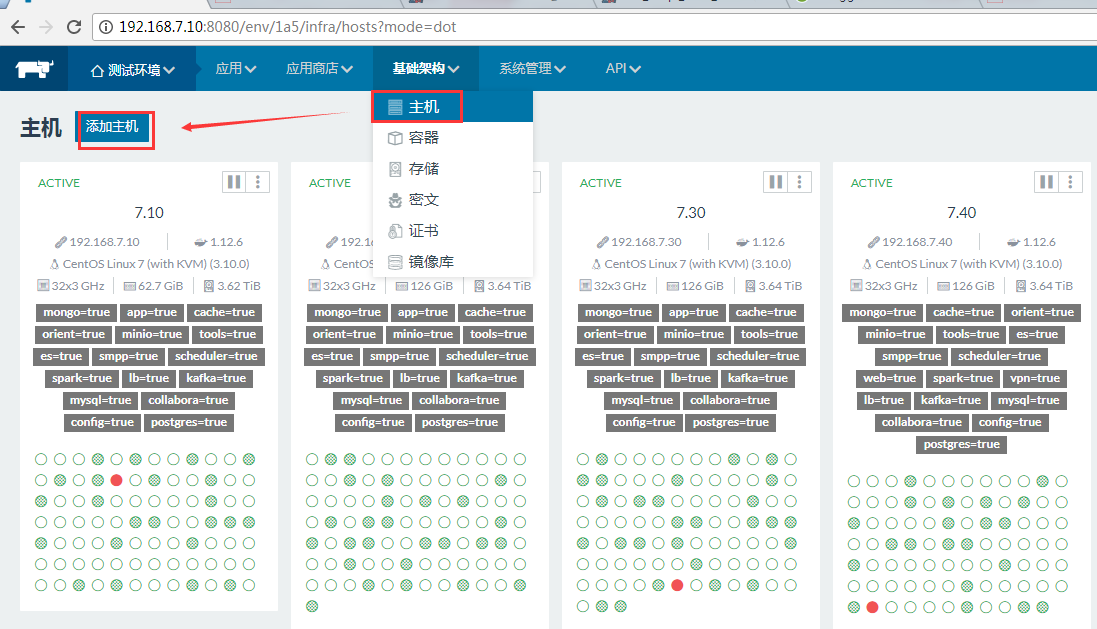 192.168.7.10:8080/env/1a5/infra/hosts?mode=dot
测试环境 应用 应用商店 基础架构 系统管理 API
主机
容器
存储
密文
证书
镜像库
主机 添加主机
ACTIVE
7.10
192.168.7.10 1.12.6
CentOS Linux 7 (with KVM) (3.10.0)
32x3 GHz 62.7 GiB 3.62 TiB
mongo=true app=true cache=true
orient=true minio=true tools=true
es=true smpp=true scheduler=true
spark=true lb=true kafka=true
mysql=true collabora=true
config=true postgres=true
ACTIVE
32x3 GHz 126 GiB 3.64 TiB
mongo=true app=true cache=true
orient=true minio=true tools=true
es=true smpp=true scheduler=true
spark=true lb=true kafka=true
mysql=true collabora=true
config=true postgres=true
ACTIVE
7.30
192.168.7.30 1.12.6
CentOS Linux 7 (with KVM) (3.10.0)
32x3 GHz 126 GiB 3.64 TiB
mongo=true app=true cache=true
orient=true minio=true tools=true
es=true smpp=true scheduler=true
spark=true lb=true kafka=true
mysql=true collabora=true
config=true postgres=true
ACTIVE
7.40
192.168.7.40 1.12.6
CentOS Linux 7 (with KVM) (3.10.0)
32x3 GHz 126 GiB 3.64 TiB
mongo=true cache=true orient=true
minio=true tools=true es=true
smpp=true scheduler=true
web=true spark=true vpn=true
lb=true kafka=true mysql=true
collabora=true config=true
postgres=true